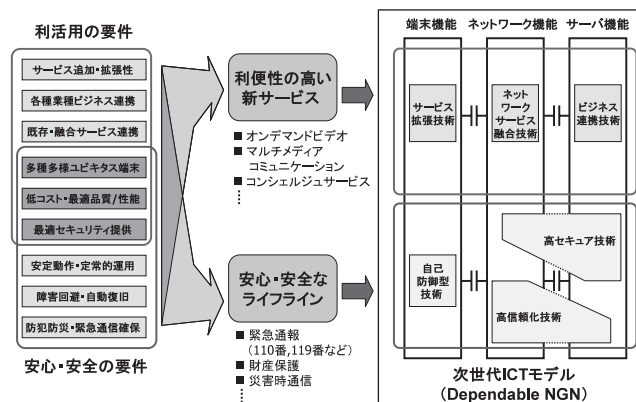 利活用の要件
サービス追加・拡張性
各種業種ビジネス連携
既存・融合サービス連携
多種多様ユビキタス端末
低コスト・最適品質/性能
最適セキュリティ提供
安定動作・定常的運用
障害回避・自動復旧
防犯防災・緊急通信確保
安心・安全の要件
利便性の高い
新サービス
■ オンデマンドビデオ
■ マルチメディア
コミュニケーション
■ コンシェルジュサービス
⋮
安心・安全な
ライフライン
■ 緊急通報
(110番,119番など)
■ 財産保護
■ 災害時通信
⋮
端末機能 ネットワーク機能 サーバ機能
サービス
拡張技術
ネット
ワーク
サービス
融合技術
ビジネス
連携技術
自己
防御型
技術
高セキュア技術
高信頼化技術
次世代ICTモデル
(Dependable NGN)